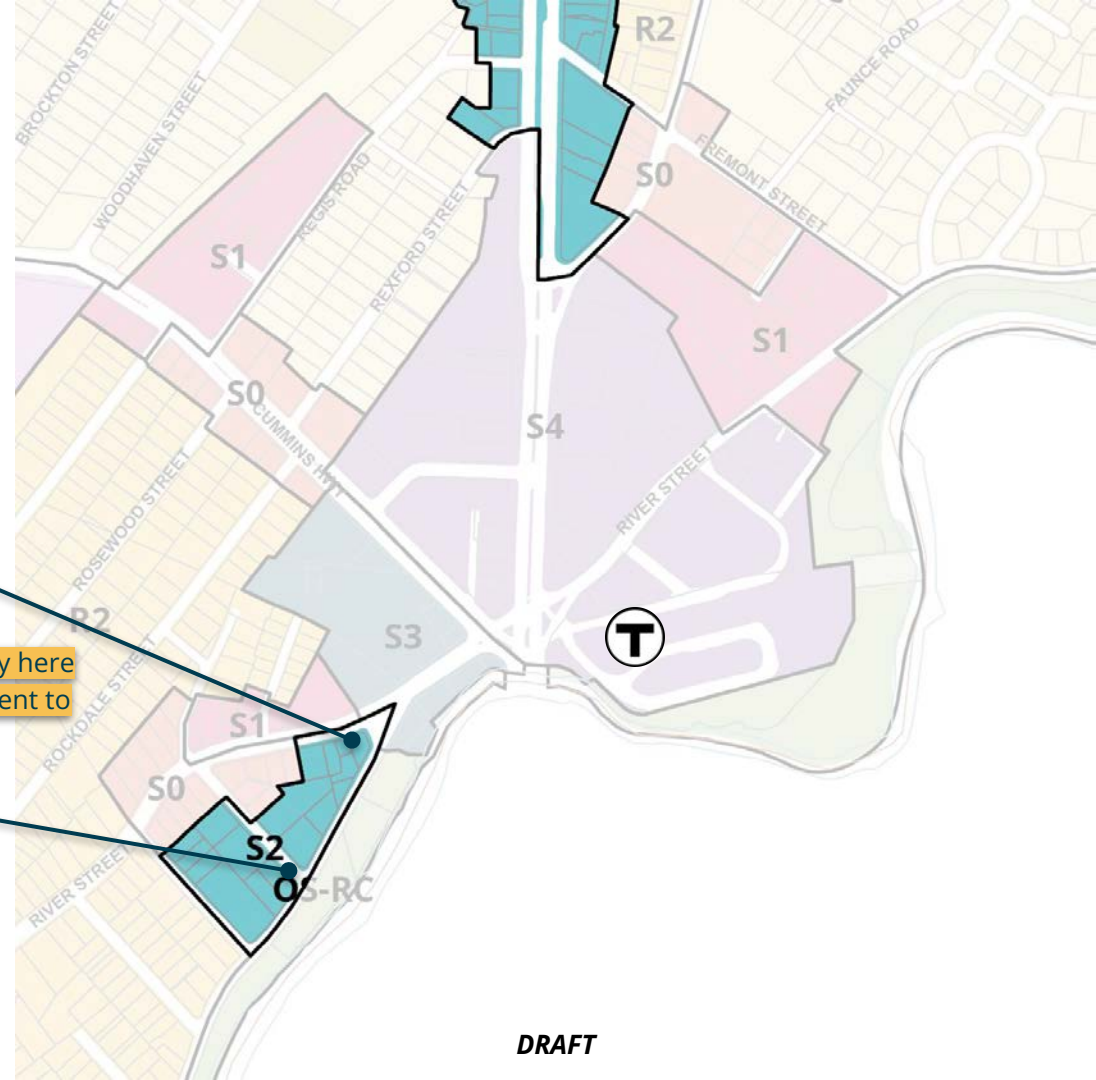 R2
BROCKTON STREET
WOODHAVEN STREET
FAUNCE ROAD
FREMONT STREET
S0
REGIS ROAD
REXFORD STREET
S1
S1
S0
CUMMINS HWY
S4
RIVER STREET
ROSEWOOD STREET
R2
S3
T
y here
ent to
ROCKDALE STREET
S1
S0
S2
OS-RC
RIVER STREET
DRAFT